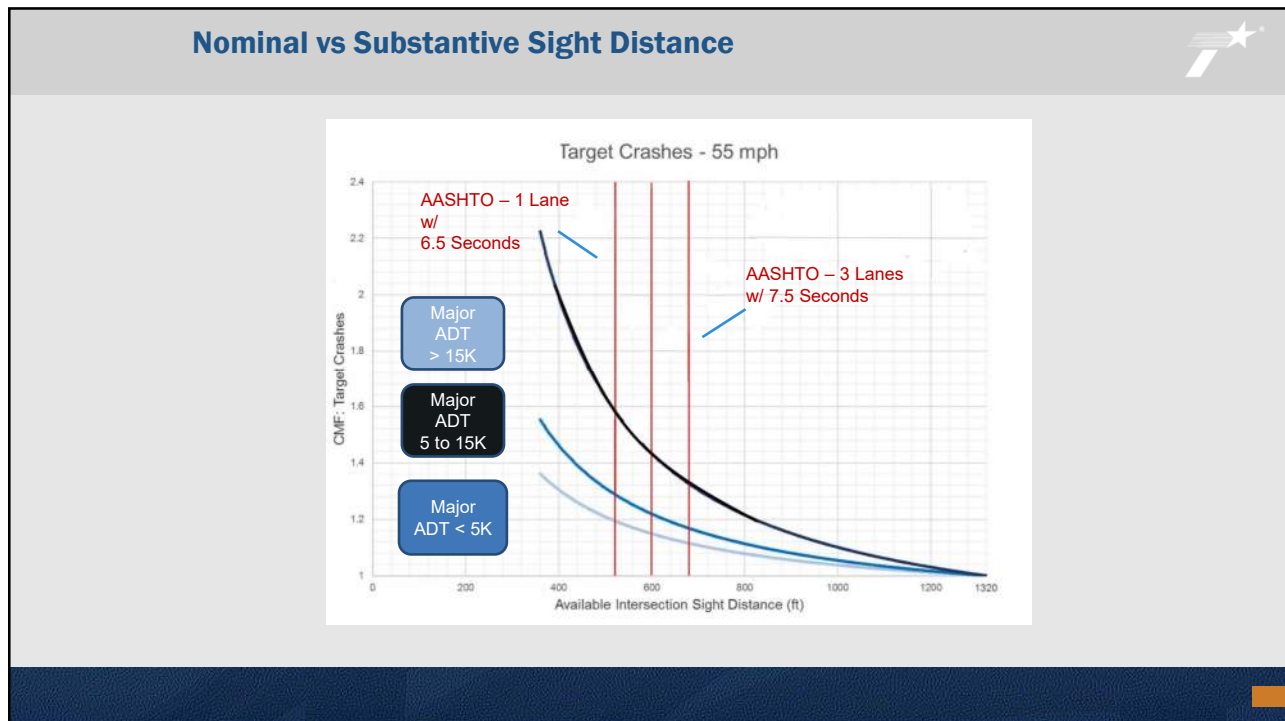 Nominal vs Substantive Sight Distance
Target Crashes - 55 mph
AASHTO – 1 Lane
w/
6.5 Seconds
AASHTO – 3 Lanes
w/ 7.5 Seconds
Major
ADT
> 15K
Major
ADT
5 to 15K
Major
ADT < 5K
CMF: Target Crashes
2.4
2.2
2
1.8
1.6
1.4
1.2
1
0
200
400
600
800
1000
1200
1320
Available Intersection Sight Distance (ft)